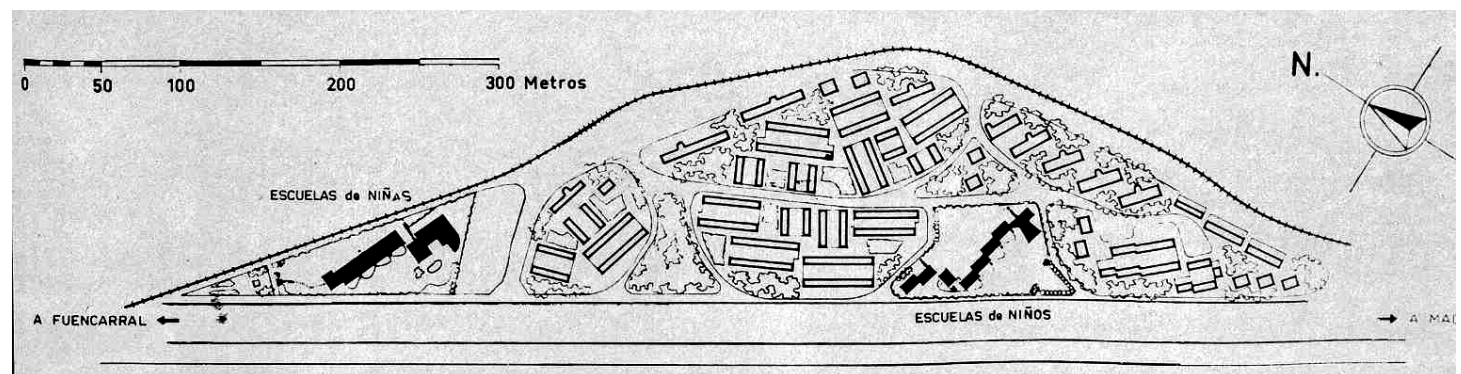 0 50 100 200 300 Metros
N.
ESCUELAS de NIÑAS
A FUENCARRAL
ESCUELAS de NIÑOS
A